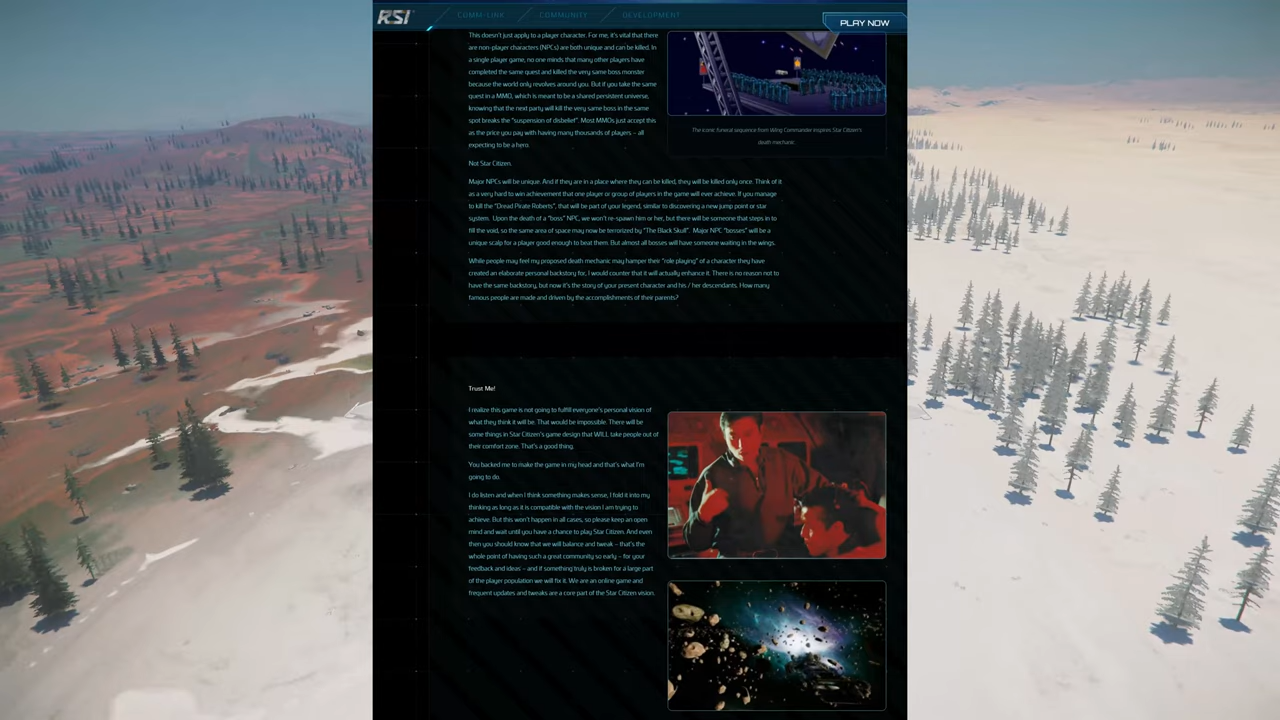 RSI
COMM-LINK
COMMUNITY
DEVELOPMENT
PLAY NOW
This doesn't just apply to a player character. For me, it's vital that there
are non-player characters (NPCs) are both unique and can be killed. In
a single player game, no one minds that many other players have
completed the same quest and killed the very same boss monster
because the world only revolves around you. But if you take the same
quest in a MMO, which is meant to be a shared persistent universe,
knowing that the next party will kill the very same boss in the same
spot breaks the "suspension of disbelief". Most MMOs just accept this
as the price you pay with having many thousands of players – all
expecting to be a hero.
The iconic funeral sequence from Wing Commander inspires Star Citizen's
death mechanic
Not Star Citizen.
Major NPCs will be unique. And if they are in a place where they can be killed, they will be killed only once. Think of it
as a very hard to win achievement that one player or group of players in the game will ever achieve. If you manage
to kill the "Dread Pirate Roberts", that will be part of your legend, similar to discovering a new jump point or star
system. Upon the death of a "boss" NPC, we won't re-spawn him or her, but there will be someone that steps in to
fill the void, so the same area of space may now be terrorized by "The Black Skull". Major NPC "bosses" will be a
unique scalp for a player good enough to beat them. But almost all bosses will have someone waiting in the wings.
While people may feel my proposed death mechanic may hamper their "role playing" of a character they have
created an elaborate personal backstory for, I would counter that it will actually enhance it. There is no reason not to
have the same backstory, but now it's the story of your present character and his / her descendants. How many
famous people are made and driven by the accomplishments of their parents?
Trust Me!
I realize this game is not going to fulfill everyone's personal vision of
what they think it will be. That would be impossible. There will be
some things in Star Citizen's game design that WILL take people out of
their comfort zone. That's a good thing.
You backed me to make the game in my head and that's what I'm
going to do.
I do listen and when I think something makes sense, I fold it into my
thinking as long as it is compatible with the vision I am trying to
achieve. But this won't happen in all cases, so please keep an open
mind and wait until you have a chance to play Star Citizen. And even
then you should know that we will balance and tweak – that's the
whole point of having such a great community so early – for your
feedback and ideas – and if something truly is broken for a large part
of the player population we will fix it. We are an online game and
frequent updates and tweaks are a core part of the Star Citizen vision.